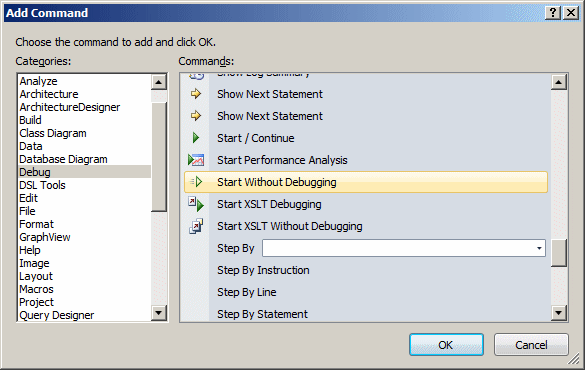 Add Command
Choose the command to add and click OK.
Categories:
Commands:
Analyze
Architecture
ArchitectureDesigner
Build
Class Diagram
Data
Database Diagram
Debug
DSL Tools
Edit
File
Format
GraphView
Help
Image
Layout
Macros
Project
Query Designer
Show Log Summary
Show Next Statement
Show Next Statement
Start / Continue
Start Performance Analysis
Start Without Debugging
Start XSLT Debugging
Start XSLT Without Debugging
Step By
Step By Instruction
Step By Line
Step By Statement
OK
Cancel